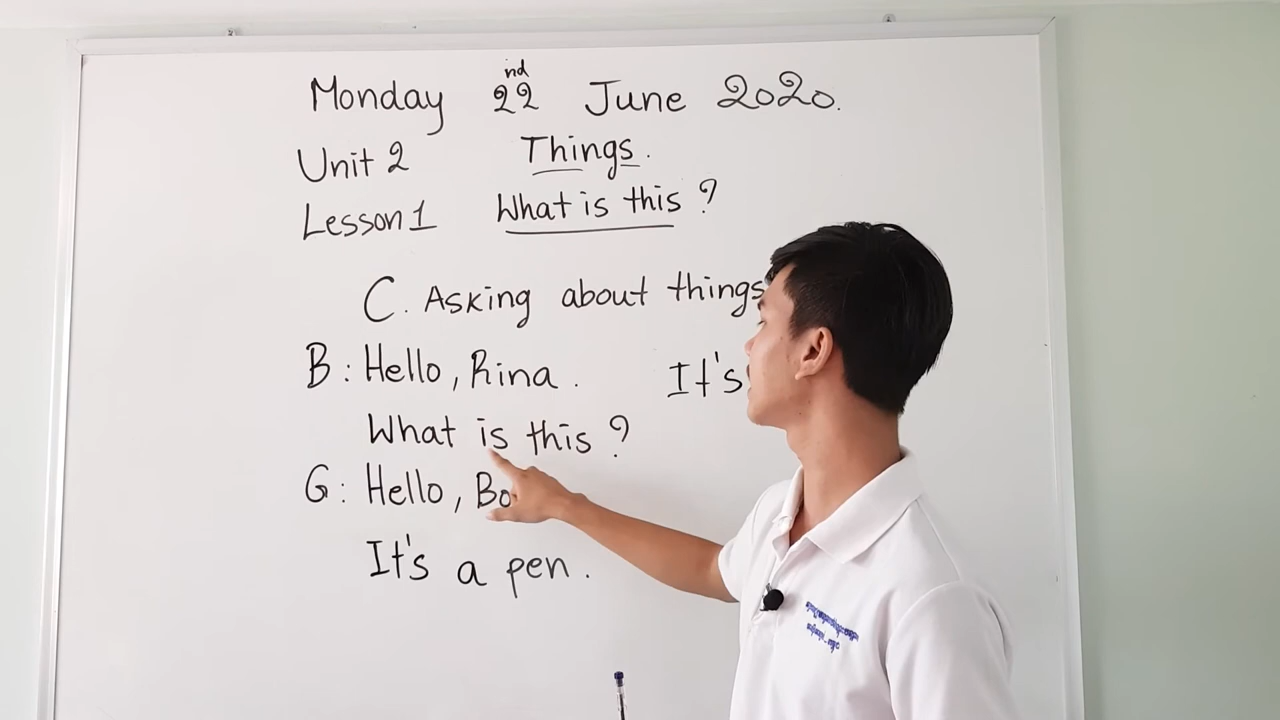 Monday 22nd June 2020.
Unit 2 Things.
Lesson 1 What is this ?
C. Asking about things
B : Hello, Rina . It's
What is this ?
G : Hello, Bo
It's a pen .